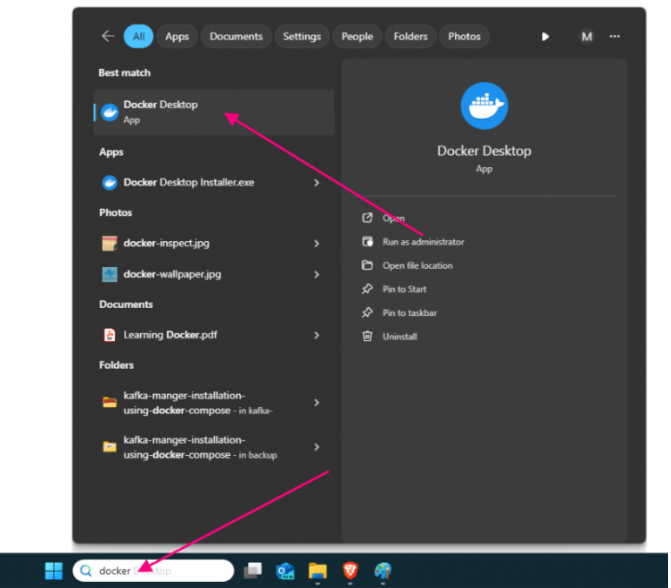 All Apps Documents Settings People Folders Photos M
Best match
Docker Desktop
App
Apps
Docker Desktop Installer.exe
Photos
docker-inspect.jpg
docker-wallpaper.jpg
Documents
Learning Docker.pdf
Folders
kafka-manger-installation-
using-docker-compose - in kafka-
kafka-manger-installation-
using-docker-compose - in backup
Docker Desktop
App
Open
Run as administrator
Open file location
Pin to Start
Pin to taskbar
Uninstall
docker Desktop